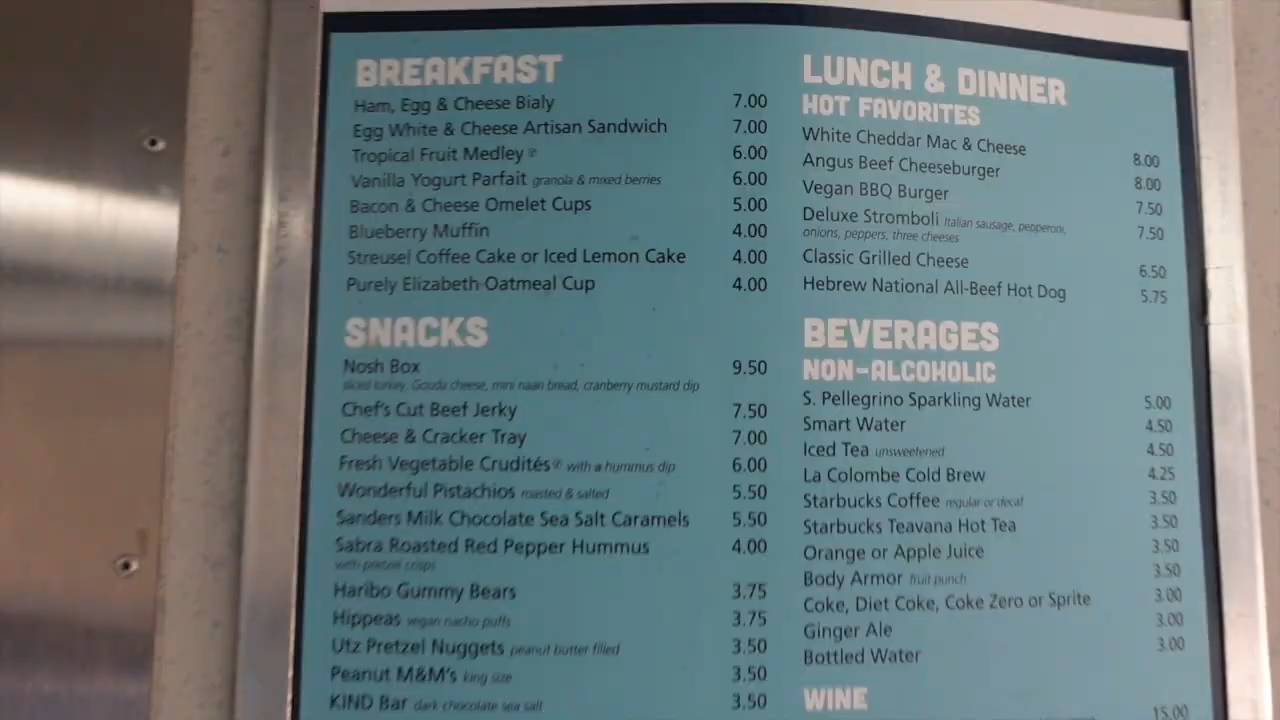 BREAKFAST
Ham, Egg & Cheese Bialy 7.00
Egg White & Cheese Artisan Sandwich 7.00
Tropical Fruit Medley 6.00
Vanilla Yogurt Parfait granola & mixed berries 6.00
Bacon & Cheese Omelet Cups 5.00
Blueberry Muffin 4.00
Streusel Coffee Cake or Iced Lemon Cake 4.00
Purely Elizabeth Oatmeal Cup 4.00
SNACKS
Nosh Box 9.50
sliced turkey, Gouda cheese, mini naan bread, cranberry mustard dip
Chef's Cut Beef Jerky 7.50
Cheese & Cracker Tray 7.00
Fresh Vegetable Crudités with a hummus dip 6.00
Wonderful Pistachios roasted & salted 5.50
Sanders Milk Chocolate Sea Salt Caramels 5.50
Sabra Roasted Red Pepper Hummus 4.00
with pretzel crisps
Haribo Gummy Bears 3.75
Hippeas vegan nacho puffs 3.75
Utz Pretzel Nuggets peanut butter filled 3.50
Peanut M&M's king size 3.50
KIND Bar dark chocolate sea salt 3.50
LUNCH & DINNER
HOT FAVORITES
White Cheddar Mac & Cheese 8.00
Angus Beef Cheeseburger 8.00
Vegan BBQ Burger 7.50
Deluxe Stromboli Italian sausage, pepperoni, 7.50
onions, peppers, three cheeses
Classic Grilled Cheese 6.50
Hebrew National All-Beef Hot Dog 5.75
BEVERAGES
NON-ALCOHOLIC
S. Pellegrino Sparkling Water 5.00
Smart Water 4.50
Iced Tea unsweetened 4.50
La Colombe Cold Brew 4.25
Starbucks Coffee regular or decaf 3.50
Starbucks Teavana Hot Tea 3.50
Orange or Apple Juice 3.50
Body Armor fruit punch 3.50
Coke, Diet Coke, Coke Zero or Sprite 3.00
Ginger Ale 3.00
Bottled Water 3.00
WINE
15.00